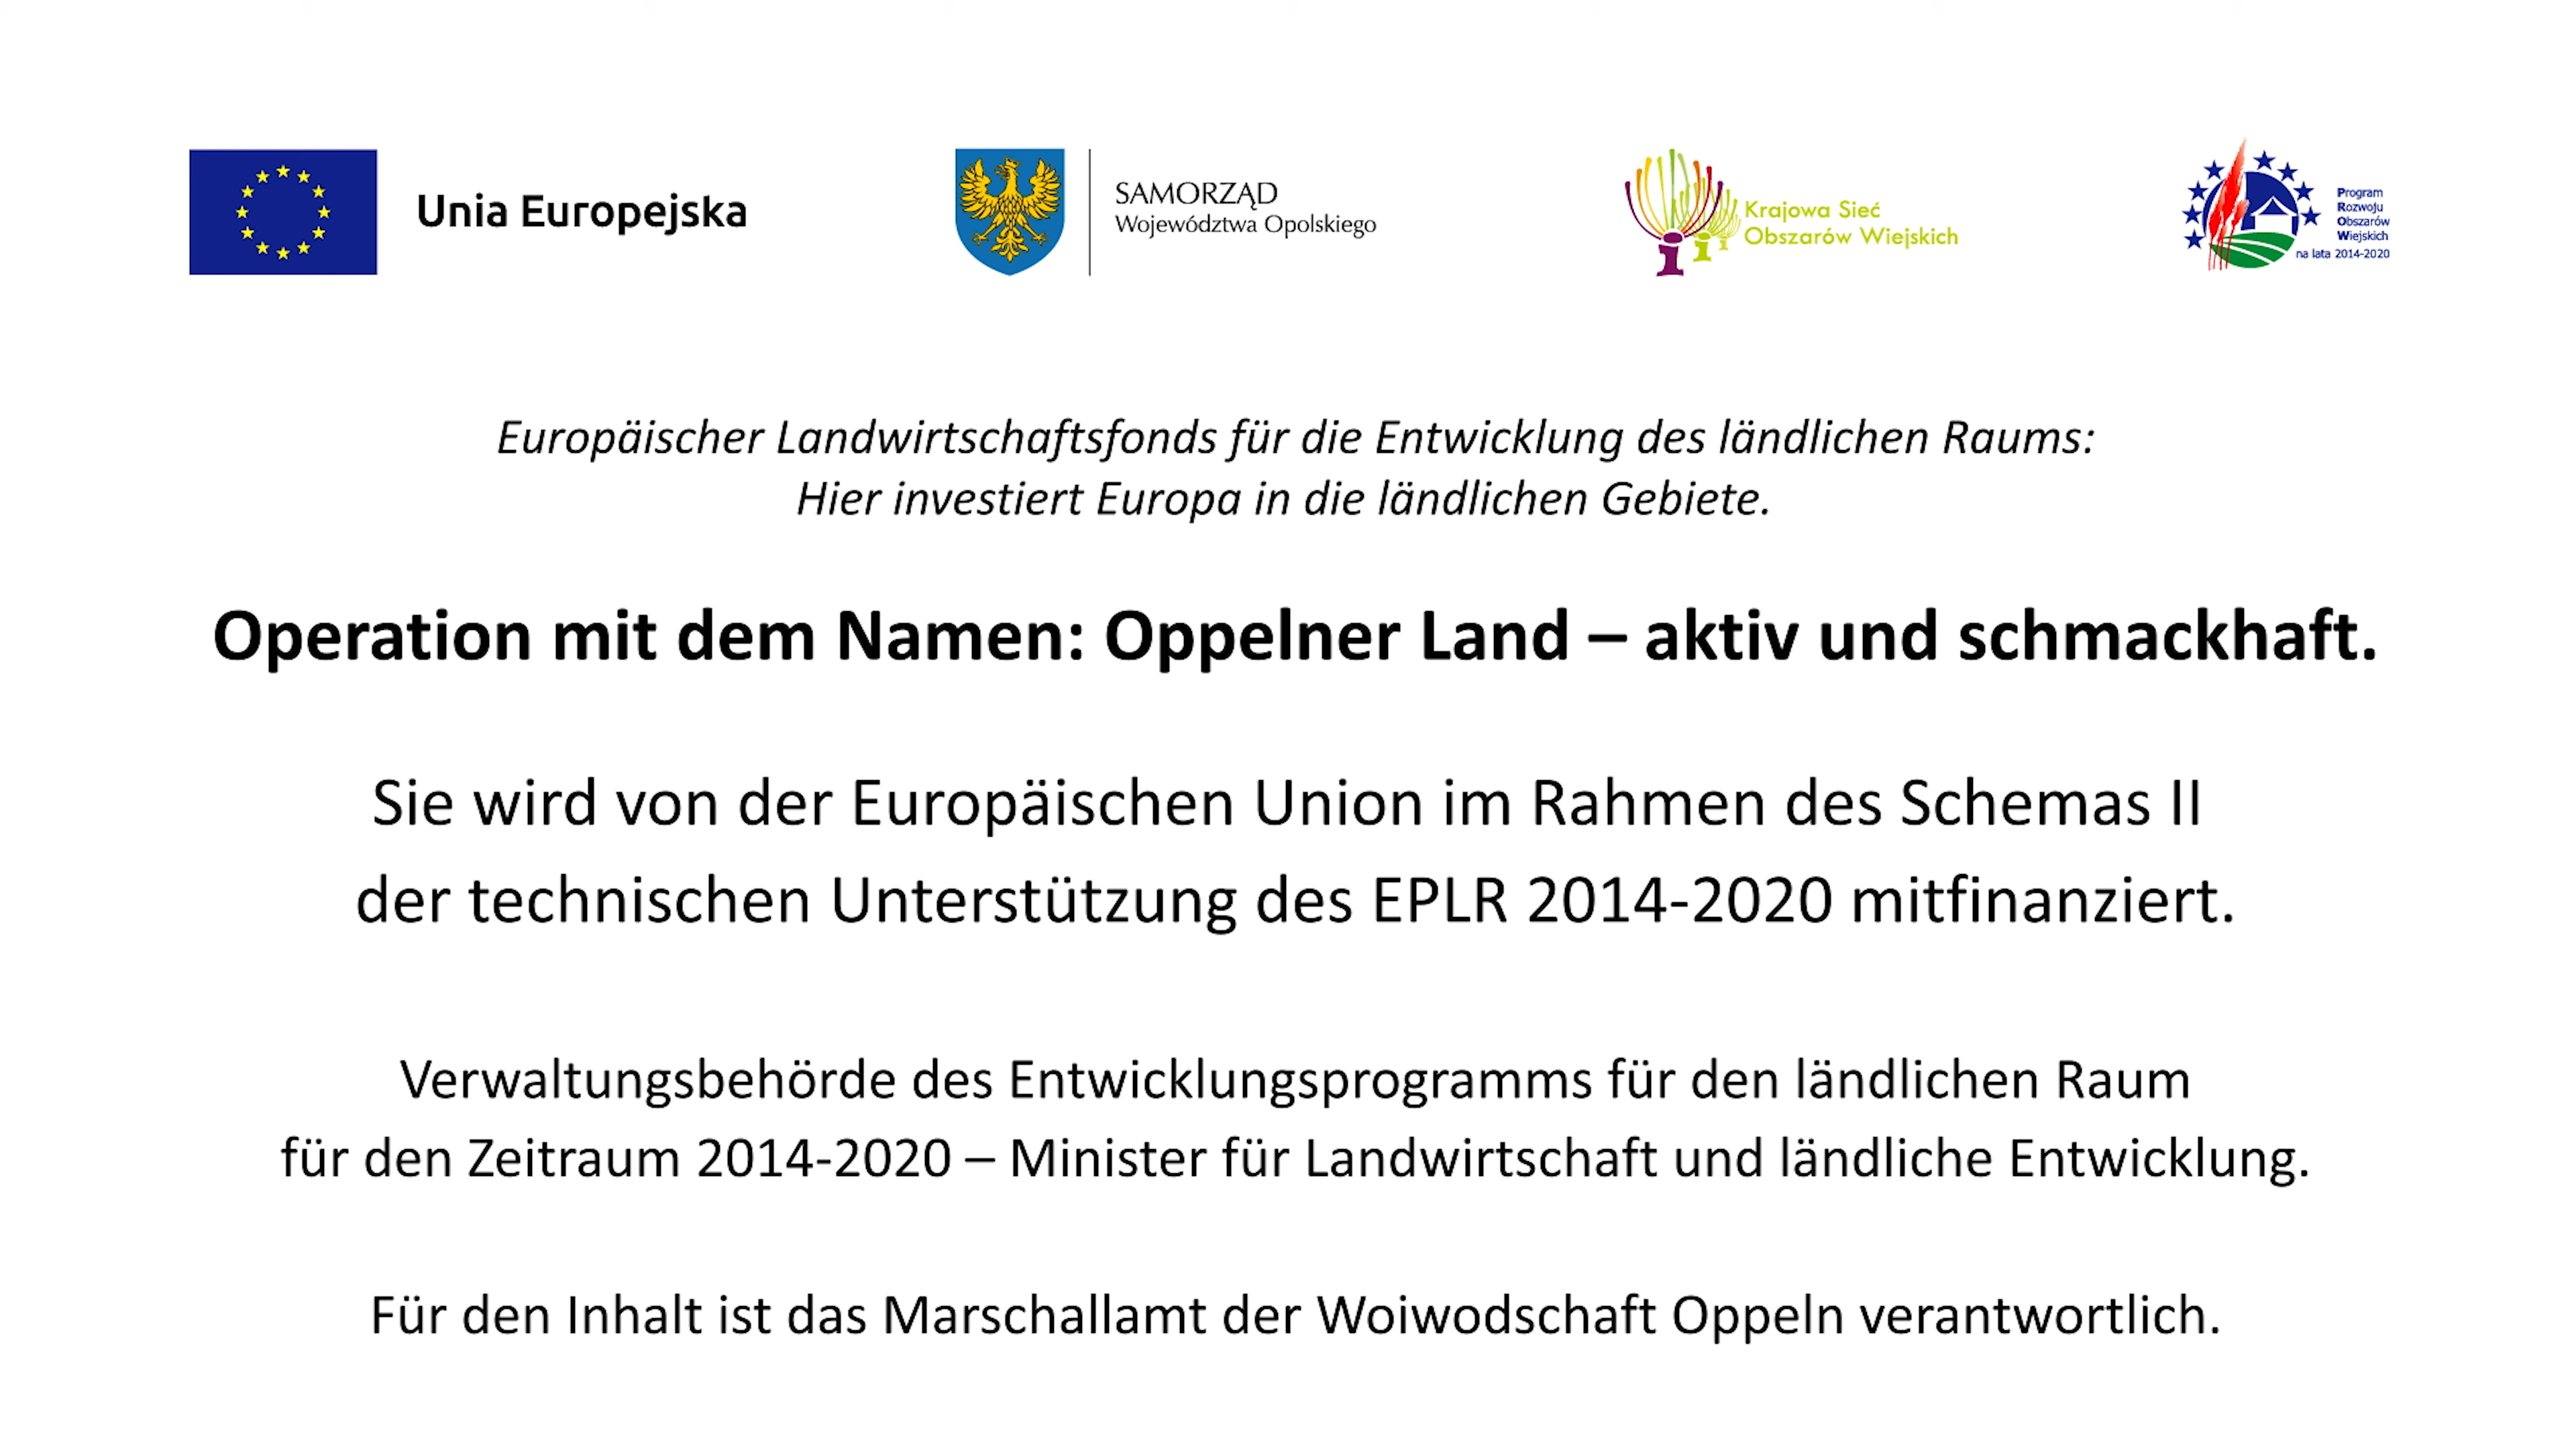 Unia Europejska
SAMORZĄD
Województwa Opolskiego
Krajowa Sieć
Obszarów Wiejskich
Program
Rozwoju
Obszarów
Wiejskich
na lata 2014-2020
Europäischer Landwirtschaftsfonds für die Entwicklung des ländlichen Raums:
Hier investiert Europa in die ländlichen Gebiete.
Operation mit dem Namen: Oppelner Land – aktiv und schmackhaft.
Sie wird von der Europäischen Union im Rahmen des Schemas II
der technischen Unterstützung des EPLR 2014-2020 mitfinanziert.
Verwaltungsbehörde des Entwicklungsprogramms für den ländlichen Raum
für den Zeitraum 2014-2020 – Minister für Landwirtschaft und ländliche Entwicklung.
Für den Inhalt ist das Marschallamt der Woiwodschaft Oppeln verantwortlich.